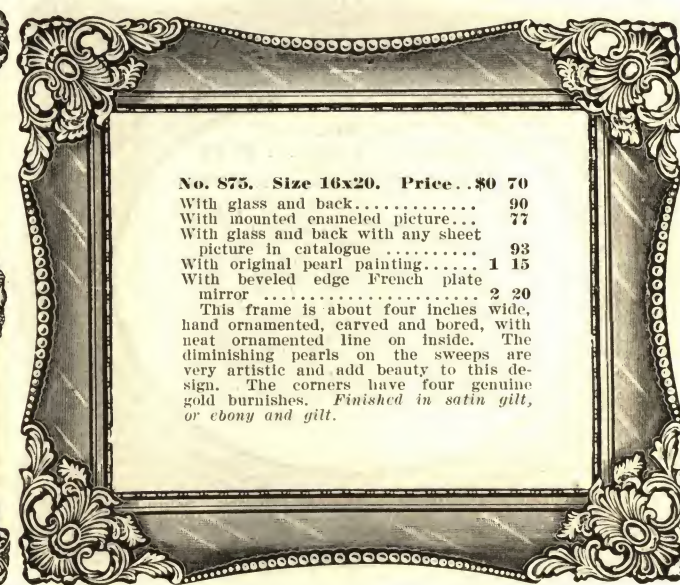 No. 875. Size 16x20. Price..$0 70
With glass and back............. 90
With mounted enameled picture... 77
With glass and back with any sheet
picture in catalogue .......... 93
With original pearl painting...... 1 15
With beveled edge French plate
mirror ....................... 2 20
This frame is about four inches wide,
hand ornamented, carved and bored, with
neat ornamented line on inside. The
diminishing pearls on the sweeps are
very artistic and add beauty to this de-
sign. The corners have four genuine
gold burnishes. Finished in satin gilt,
or ebony and gilt.